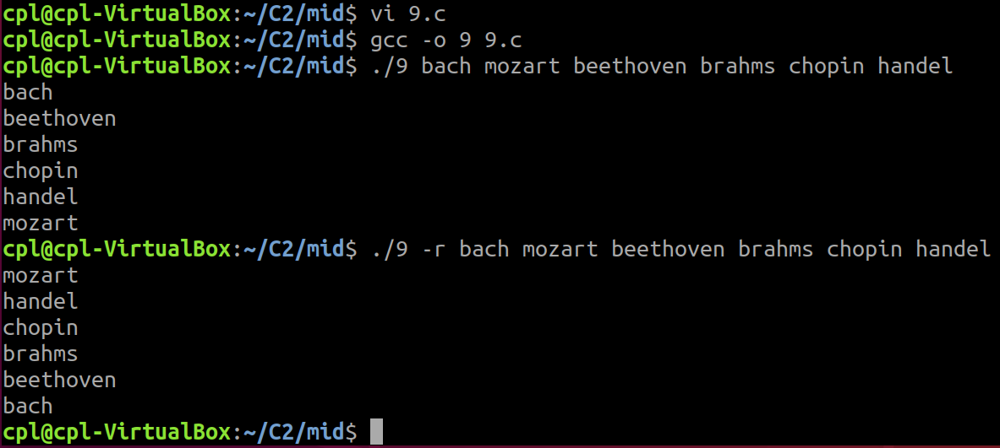 cpl@cpl-VirtualBox:~/C2/mid$ vi 9.c
cpl@cpl-VirtualBox:~/C2/mid$ gcc -o 9 9.c
cpl@cpl-VirtualBox:~/C2/mid$ ./9 bach mozart beethoven brahms chopin handel
bach
beethoven
brahms
chopin
handel
mozart
cpl@cpl-VirtualBox:~/C2/mid$ ./9 -r bach mozart beethoven brahms chopin handel
mozart
handel
chopin
brahms
beethoven
bach
cpl@cpl-VirtualBox:~/C2/mid$